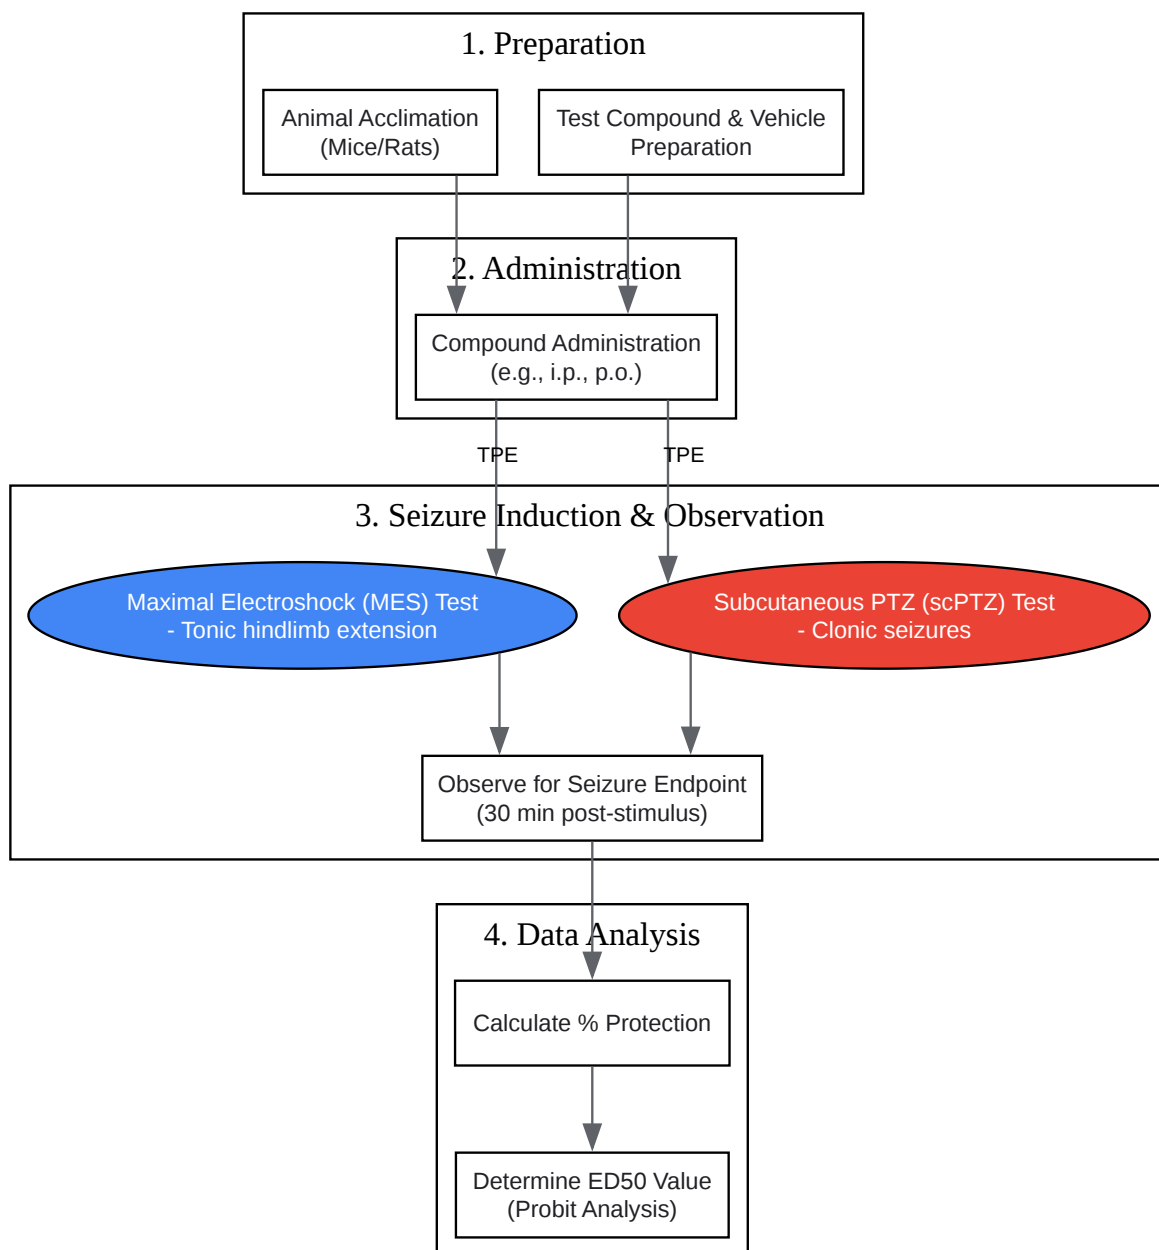 1. Preparation
Animal Acclimation
(Mice/Rats)
Test Compound & Vehicle
Preparation
2. Administration
Compound Administration
(e.g., i.p., p.o.)
TPE
TPE
3. Seizure Induction & Observation
Maximal Electroshock (MES) Test
- Tonic hindlimb extension
Subcutaneous PTZ (scPTZ) Test
- Clonic seizures
Observe for Seizure Endpoint
(30 min post-stimulus)
4. Data Analysis
Calculate % Protection
Determine ED50 Value
(Probit Analysis)